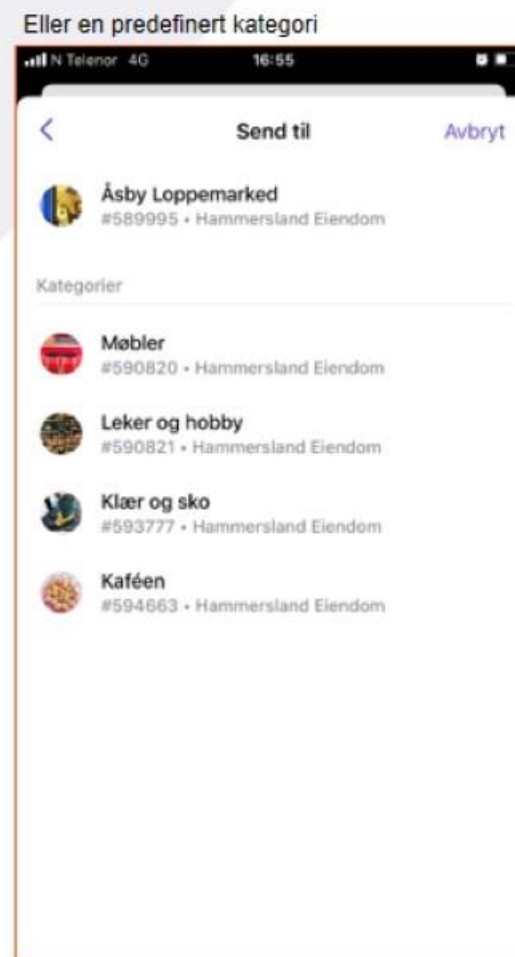 Eller en predefinert kategori
N Telenor 4G 16:55
Send til Avbryt
Åsby Loppemarked
#589995 • Hammersland Eiendom
Kategorier
Møbler
#590820 • Hammersland Eiendom
Leker og hobby
#590821 • Hammersland Eiendom
Klær og sko
#593777 • Hammersland Eiendom
Kaféen
#594663 • Hammersland Eiendom